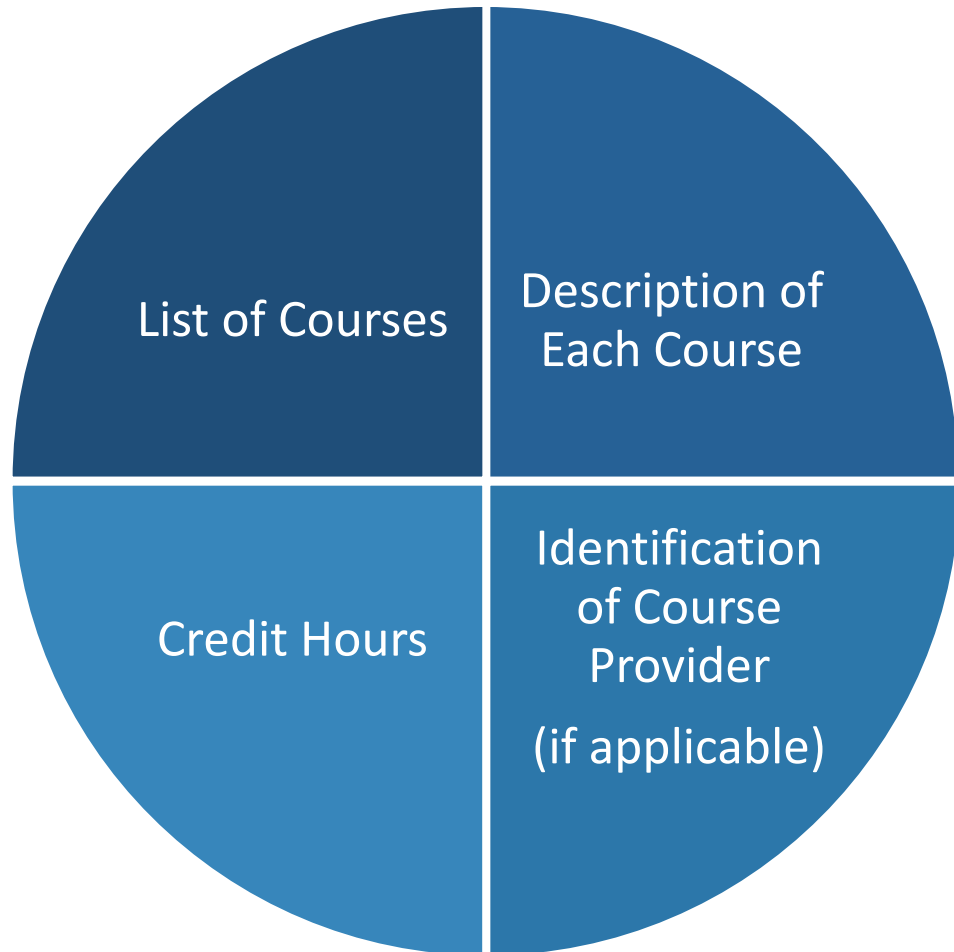 List of Courses
Description of
Each Course
Credit Hours
Identification
of Course
Provider
(if applicable)